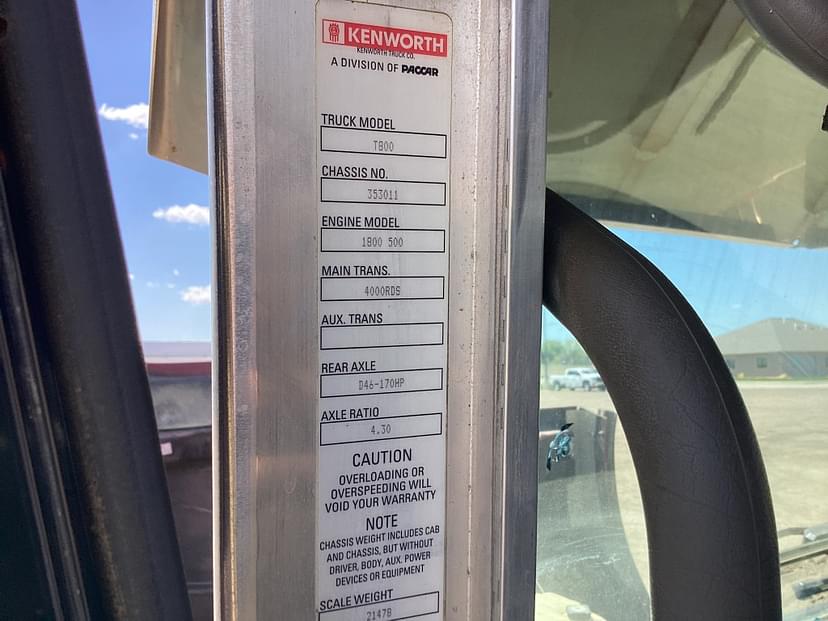 KENWORTH
KENWORTH TRUCK CO.
A DIVISION OF PACCAR
TRUCK MODEL
T800
CHASSIS NO.
353011
ENGINE MODEL
1800 500
MAIN TRANS.
4000RDS
AUX. TRANS
REAR AXLE
D46-170HP
AXLE RATIO
4.30
CAUTION
OVERLOADING OR
OVERSPEEDING WILL
VOID YOUR WARRANTY
NOTE
CHASSIS WEIGHT INCLUDES CAB
AND CHASSIS, BUT WITHOUT
DRIVER, BODY, AUX. POWER
DEVICES OR EQUIPMENT
SCALE WEIGHT
21478